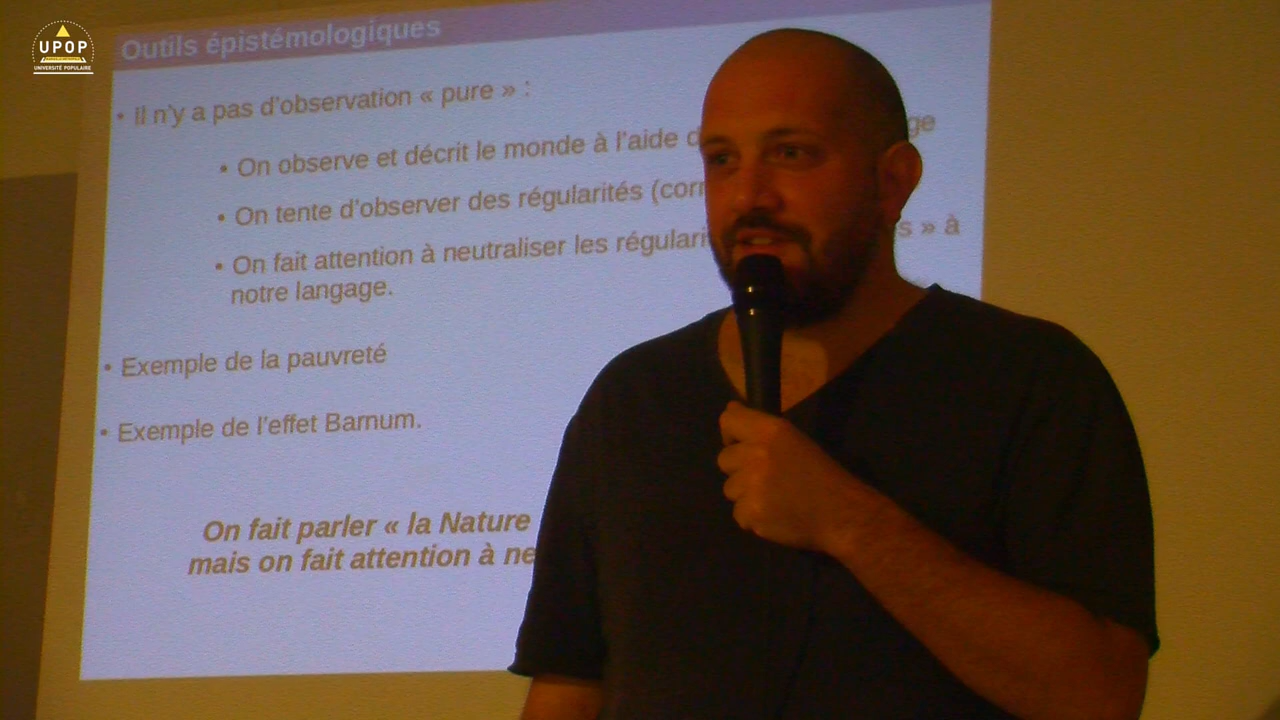 UPOP
UNIVERSITÉ POPULAIRE
Outils épistémologiques
• Il n'y a pas d'observation « pure » :
• On observe et décrit le monde à l'aide d ge
• On tente d'observer des régularités (corr
• On fait attention à neutraliser les régulari s » à
notre langage.
• Exemple de la pauvreté
• Exemple de l'effet Barnum.
On fait parler « la Nature
mais on fait attention à ne